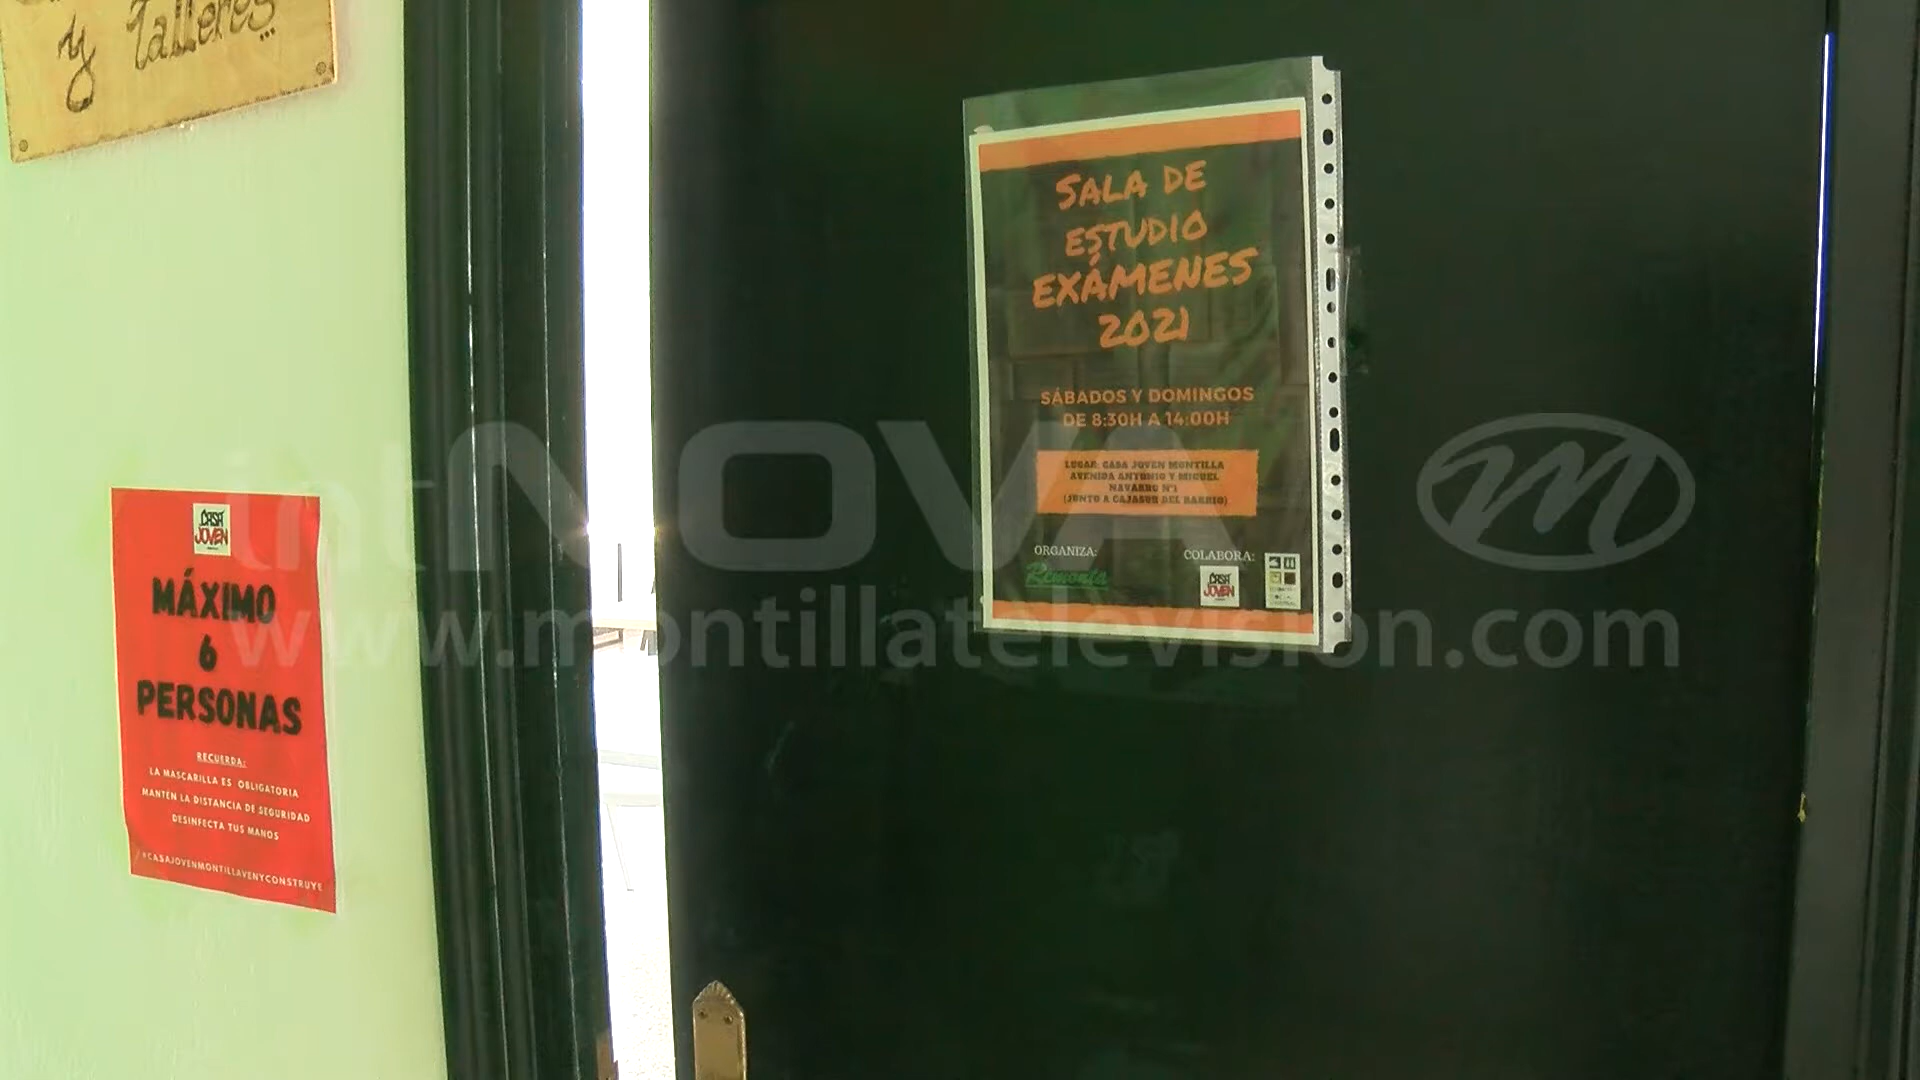 y Talleres...
SALA DE
ESTUDIO
EXÁMENES
2021
SÁBADOS Y DOMINGOS
DE 8:30H A 14:00H
LUGAR: CASA JOVEN MONTILLA
AVENIDA ANTONIO Y MIGUEL
NAVARRO Nº1
(JUNTO A CAJASUR DEL BARRIO)
ORGANIZA:
Remonta
COLABORA:
CASA
JOVEN
CASA
JOVEN
MÁXIMO
6
PERSONAS
RECUERDA:
LA MASCARILLA ES OBLIGATORIA
MANTÉN LA DISTANCIA DE SEGURIDAD
DESINFECTA TUS MANOS
#CASAJOVENMONTILLAVENYCONSTRUYE
intNOVA m
www.montillatelevision.com